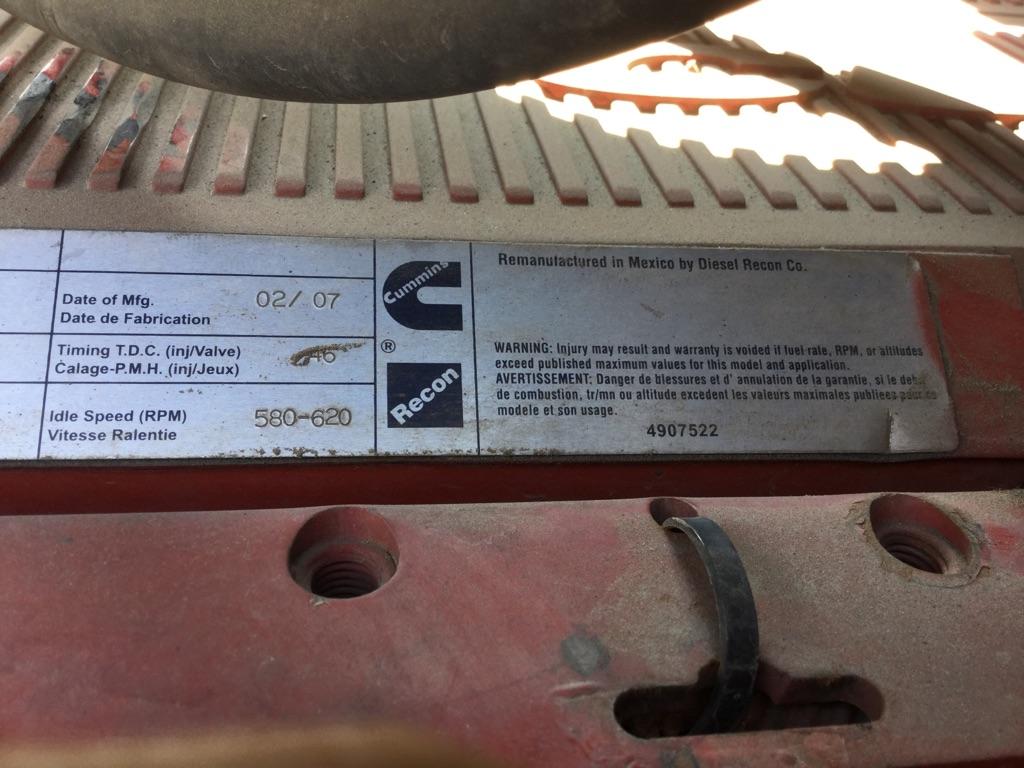 Date of Mfg. 02/ 07
Date de Fabrication
Timing T.D.C. (inj/Valve)
Calage-P.M.H. (inj/Jeux)
Idle Speed (RPM) 580-620
Vitesse Ralentie
Cummins
®
Recon
Remanufactured in Mexico by Diesel Recon Co.
WARNING: Injury may result and warranty is voided if fuel rate, RPM, or altitudes
exceed published maximum values for this model and application.
AVERTISSEMENT: Danger de blessures et d' annulation de la garantie, si le
de combustion, tr/mn ou altitude excedent les valeurs maximales publiees pour ce
modele et son usage.
4907522